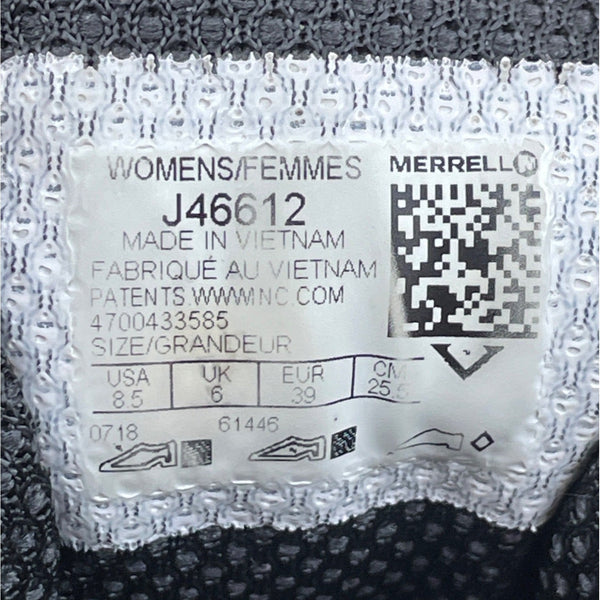 WOMENS/FEMMES
MERRELL
J46612
MADE IN VIETNAM
FABRIQUÉ AU VIETNAM
PATENTS.WWWINC.COM
4700433585
SIZE/GRANDEUR
USA UK EUR CM
8.5 6 39 25.5
0718 61446